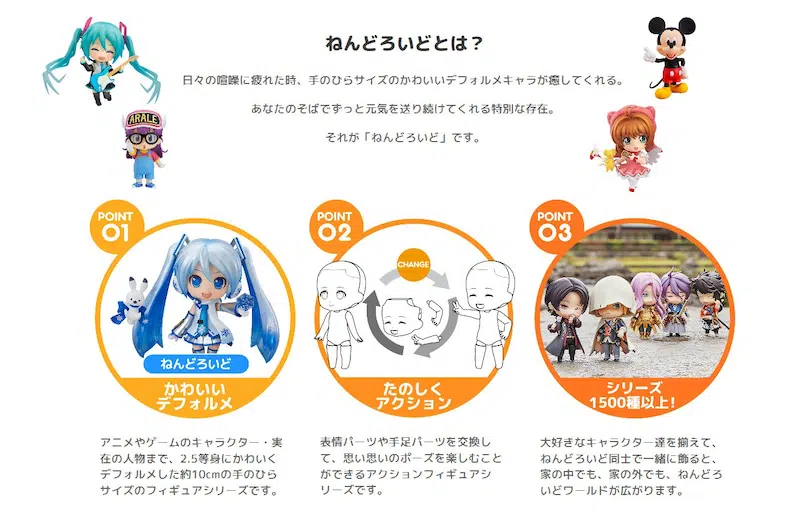 ねんどろいどとは？
日々の喧噪に疲れた時、手のひらサイズのかわいいデフォルメキャラが癒してくれる。
あなたのそばでずっと元気を送り続けてくれる特別な存在。
それが「ねんどろいど」です。
ARALE
POINT
01
ねんどろいど
かわいい
デフォルメ
アニメやゲームのキャラクター・実
在の人物まで、2.5等身にかわいく
デフォルメした約10cmの手のひら
サイズのフィギュアシリーズです。
POINT
02
CHANGE
たのしく
アクション
表情パーツや手足パーツを交換し
て、思い思いのポーズを楽しむこと
ができるアクションフィギュアシ
リーズです。
POINT
03
シリーズ
1500種以上!
大好きなキャラクター達を揃えて、
ねんどろいど同士で一緒に飾ると、
家の中でも、家の外でも、ねんどろ
いどワールドが広がります。